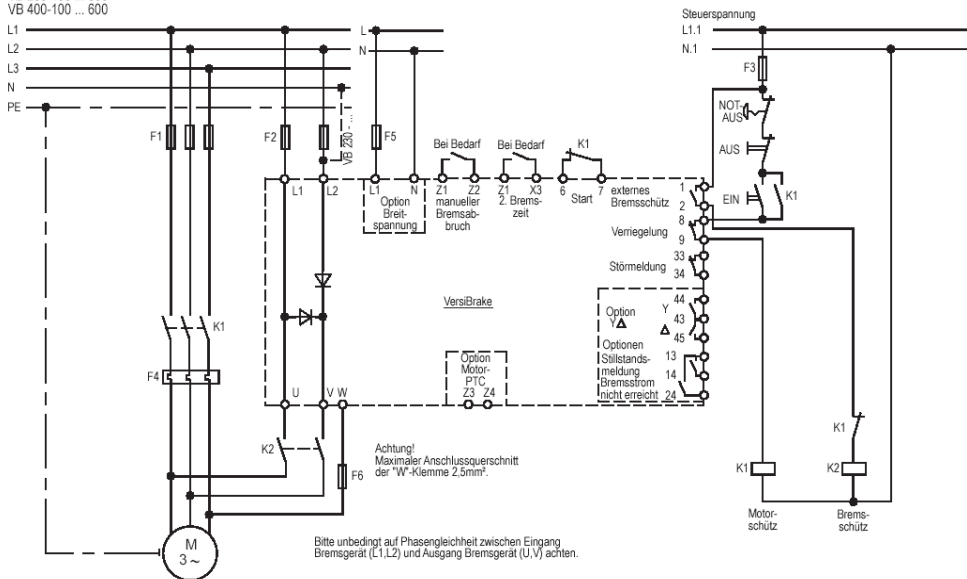 VB 400-100 ... 600
L1
L2
L3
N
PE
L
N
Steuerspannung
L1.1
N.1
F1
F2
VB 230 - ...
F5
F3
NOT-
AUS
AUS
EIN
K1
Bei Bedarf
Bei Bedarf
K1
L1
L2
L1
N
Z1
Z2
Z1
X3
6
7
Option
Breit-
spannung
manueller
Bremsab-
bruch
2. Brems-
zeit
Start
externes
Bremsschütz
1
2
8
Verriegelung
9
33
Störmeldung
34
VersiBrake
Option
Y
44
Y
43
45
Optionen
Stillstands-
meldung
Bremsstrom
nicht erreicht
13
14
24
K1
F4
Option
Motor-
PTC
Z3
Z4
U
V
W
K2
F6
Achtung!
Maximaler Anschlussquerschnitt
der "W"-Klemme 2,5mm².
K1
K1
K2
Motor-
schütz
Brems-
schütz
M
3 ~
Bitte unbedingt auf Phasengleichheit zwischen Eingang
Bremsgerät (L1,L2) und Ausgang Bremsgerät (U,V) achten.